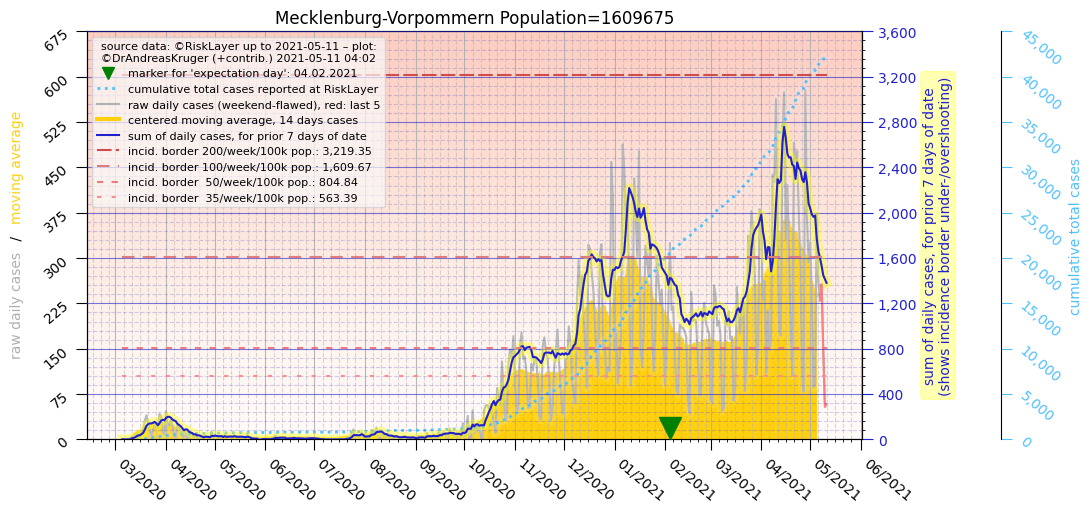 Mecklenburg-Vorpommern Population=1609675
source data: ©RiskLayer up to 2021-05-11 – plot:
©DrAndreasKruger (+contrib.) 2021-05-11 04:02
marker for 'expectation day': 04.02.2021
cumulative total cases reported at RiskLayer
raw daily cases (weekend-flawed), red: last 5
centered moving average, 14 days cases
sum of daily cases, for prior 7 days of date
incid. border 200/week/100k pop.: 3,219.35
incid. border 100/week/100k pop.: 1,609.67
incid. border  50/week/100k pop.: 804.84
incid. border  35/week/100k pop.: 563.39
raw daily cases / moving average
675
600
525
450
375
300
225
150
75
0
3,600
3,200
2,800
2,400
2,000
1,600
1,200
800
400
0
sum of daily cases, for prior 7 days of date
(shows incidence border under-/overshooting)
45,000
40,000
35,000
30,000
25,000
20,000
15,000
10,000
5,000
0
cumulative total cases
03/2020
04/2020
05/2020
06/2020
07/2020
08/2020
09/2020
10/2020
11/2020
12/2020
01/2021
02/2021
03/2021
04/2021
05/2021
06/2021